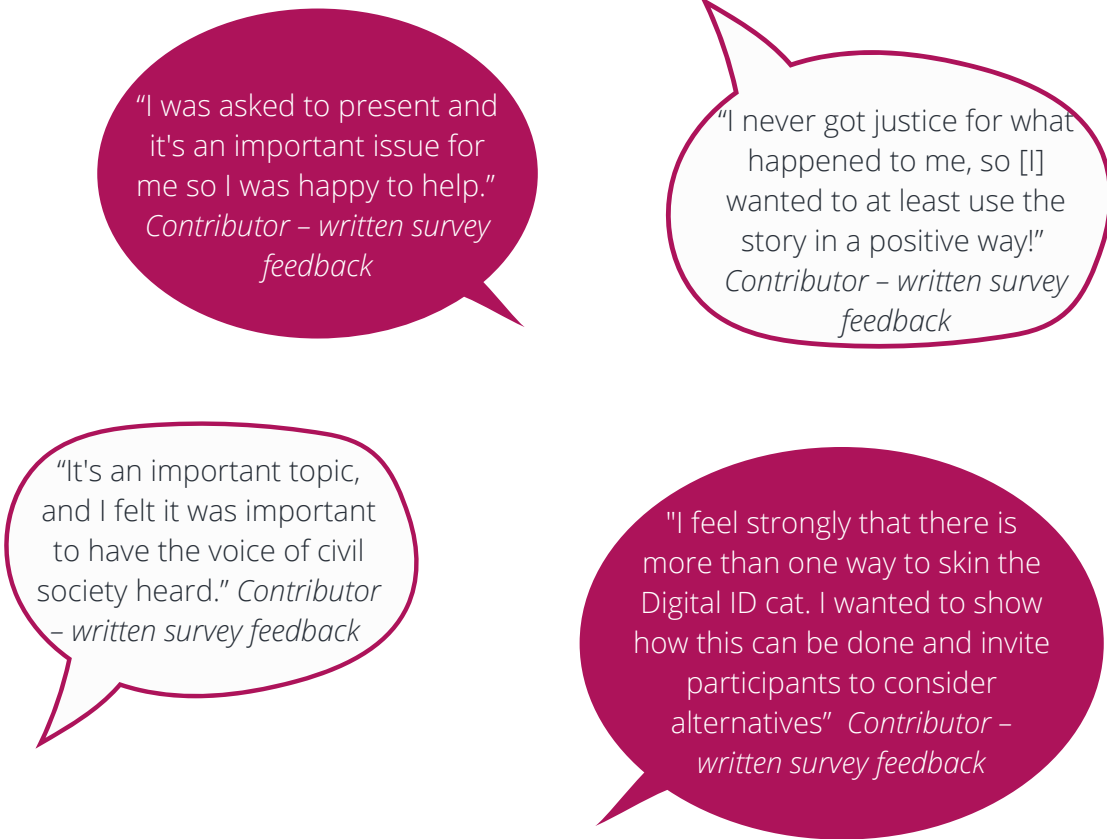 “I was asked to present and
it's an important issue for
me so I was happy to help.”
Contributor – written survey
feedback
“I never got justice for what
happened to me, so [I]
wanted to at least use the
story in a positive way!”
Contributor – written survey
feedback
“It's an important topic,
and I felt it was important
to have the voice of civil
society heard.” Contributor
– written survey feedback
"I feel strongly that there is
more than one way to skin the
Digital ID cat. I wanted to show
how this can be done and invite
participants to consider
alternatives” Contributor –
written survey feedback